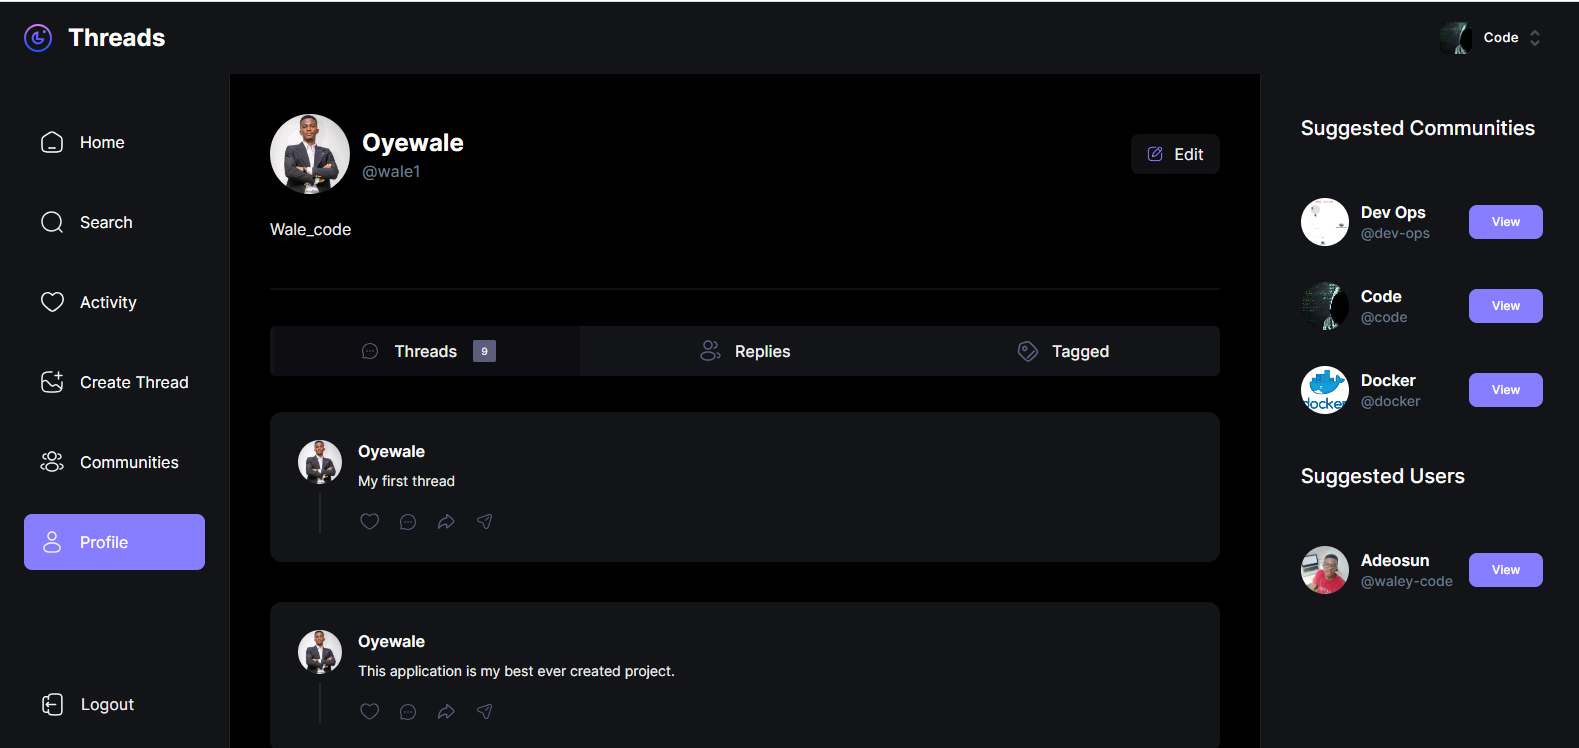 Threads
Code
Home
Search
Activity
Create Thread
Communities
Profile
Logout
Oyewale
@wale1
Edit
Wale_code
Threads 9
Replies
Tagged
Oyewale
My first thread
Oyewale
This application is my best ever created project.
Suggested Communities
Dev Ops
@dev-ops
View
Code
@code
View
docker
Docker
@docker
View
Suggested Users
Adeosun
@waley-code
View